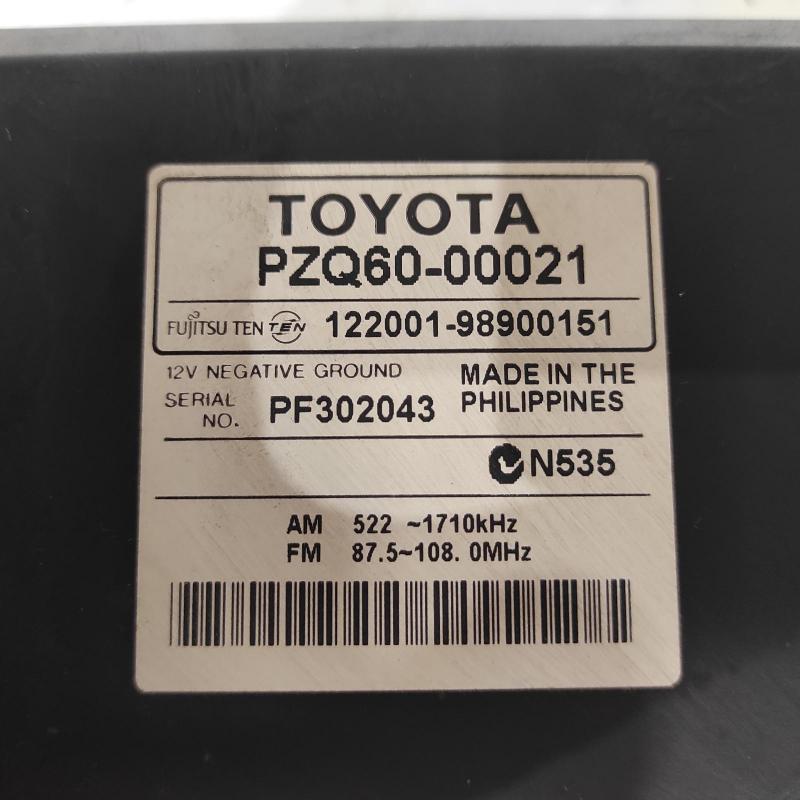 TOYOTA
PZQ60-00021
FUJITSU TEN TEN 122001-98900151
12V NEGATIVE GROUND
SERIAL NO. PF302043
MADE IN THE
PHILIPPINES
N535
AM 522 ~1710kHz
FM 87.5~108. 0MHz